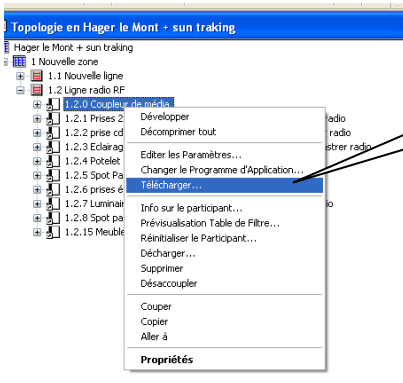 Topologie en Hager le Mont + sun traking
Hager le Mont + sun traking
1 Nouvelle zone
1.1 Nouvelle ligne
1.2 Ligne radio RF
1.2.0 Coupleur de média
1.2.1 Prises 2
adio
1.2.2 prise cd
radio
1.2.3 Eclairag
strer radio
1.2.4 Potelet
1.2.5 Spot Pa
1.2.6 prises é
1.2.7 Luminair
io
1.2.8 Spot pa
1.2.15 Meuble
Développer
Décomprimer tout
Editer les Paramètres...
Changer le Programme d'Application...
Télécharger...
Info sur le participant...
Prévisualisation Table de Filtre...
Réinitialiser le Participant...
Décharger...
Supprimer
Désaccoupler
Couper
Copier
Aller à
Propriétés